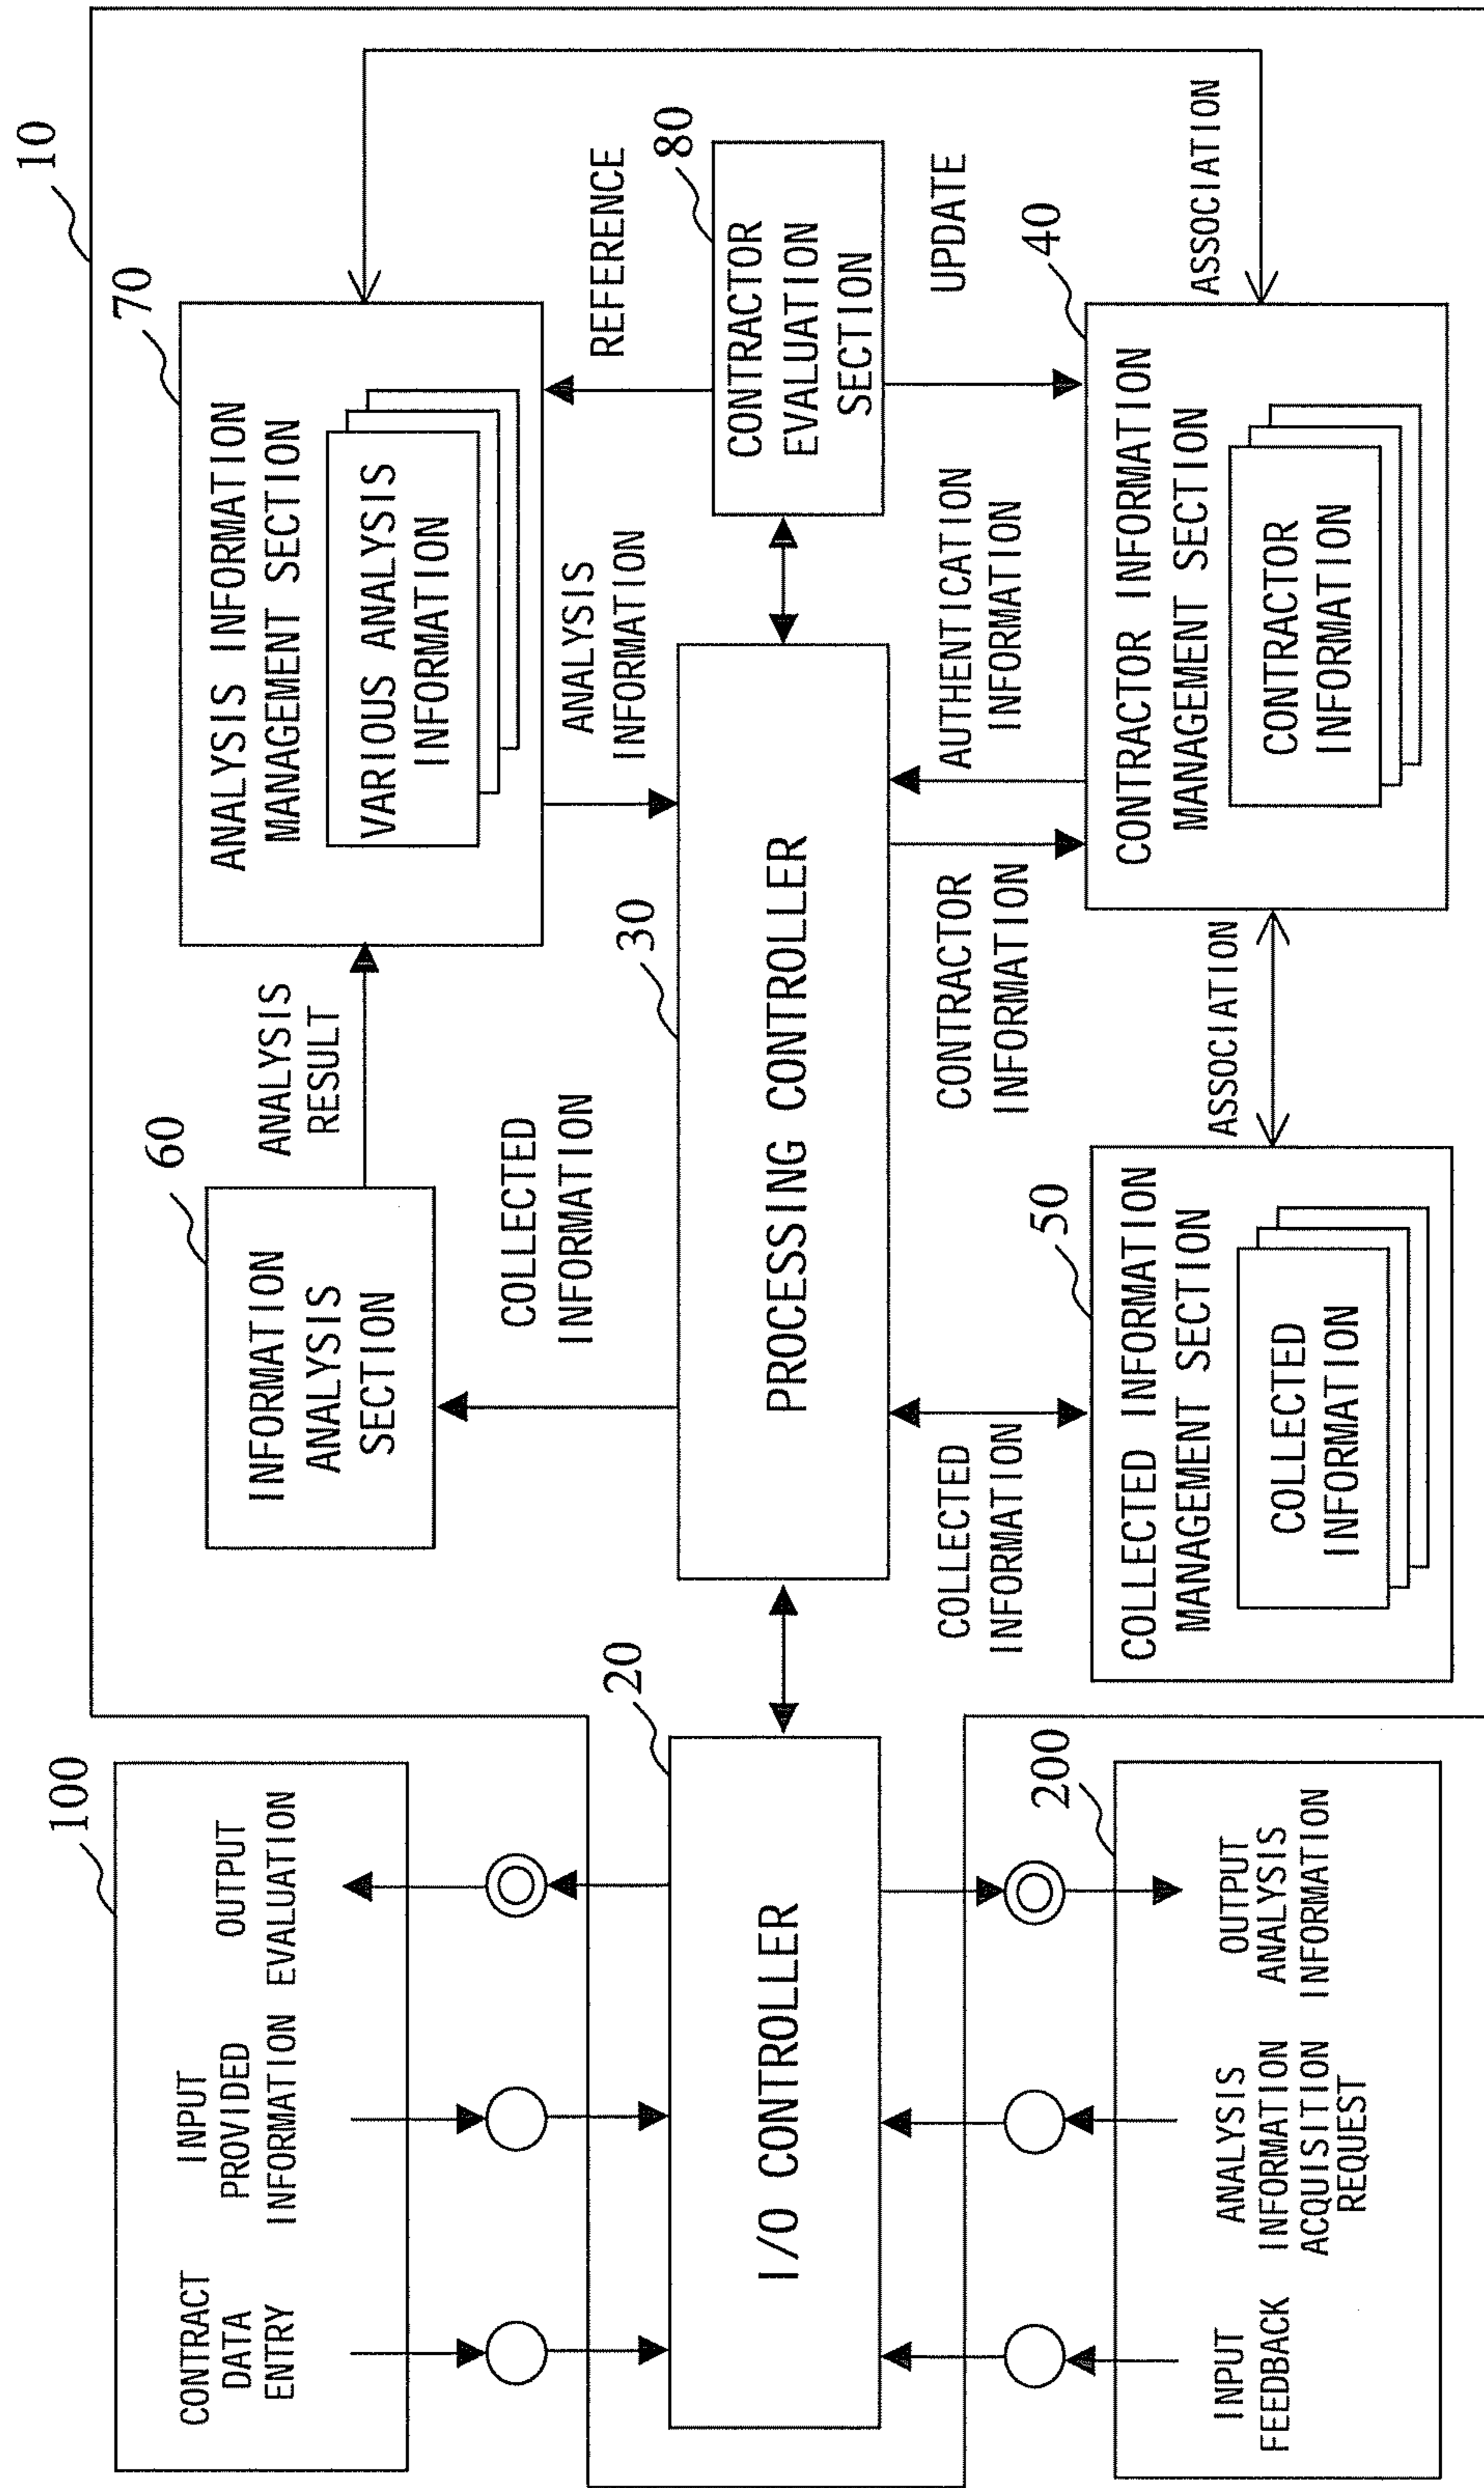 10
100
CONTRACT
DATA
ENTRY
INPUT
PROVIDED
INFORMATION
OUTPUT
EVALUATION
20
I/O CONTROLLER
200
INPUT
FEEDBACK
ANALYSIS
INFORMATION
ACQUISITION
REQUEST
OUTPUT
ANALYSIS
INFORMATION
60
INFORMATION
ANALYSIS
SECTION
ANALYSIS
RESULT
70
ANALYSIS INFORMATION
MANAGEMENT SECTION
VARIOUS ANALYSIS
INFORMATION
COLLECTED
INFORMATION
ANALYSIS
INFORMATION
REFERENCE
30
PROCESSING CONTROLLER
80
CONTRACTOR
EVALUATION
SECTION
COLLECTED
INFORMATION
CONTRACTOR
INFORMATION
AUTHENTICATION
INFORMATION
UPDATE
50
COLLECTED INFORMATION
MANAGEMENT SECTION
COLLECTED
INFORMATION
ASSOCIATION
40
CONTRACTOR INFORMATION
MANAGEMENT SECTION
CONTRACTOR
INFORMATION
ASSOCIATION